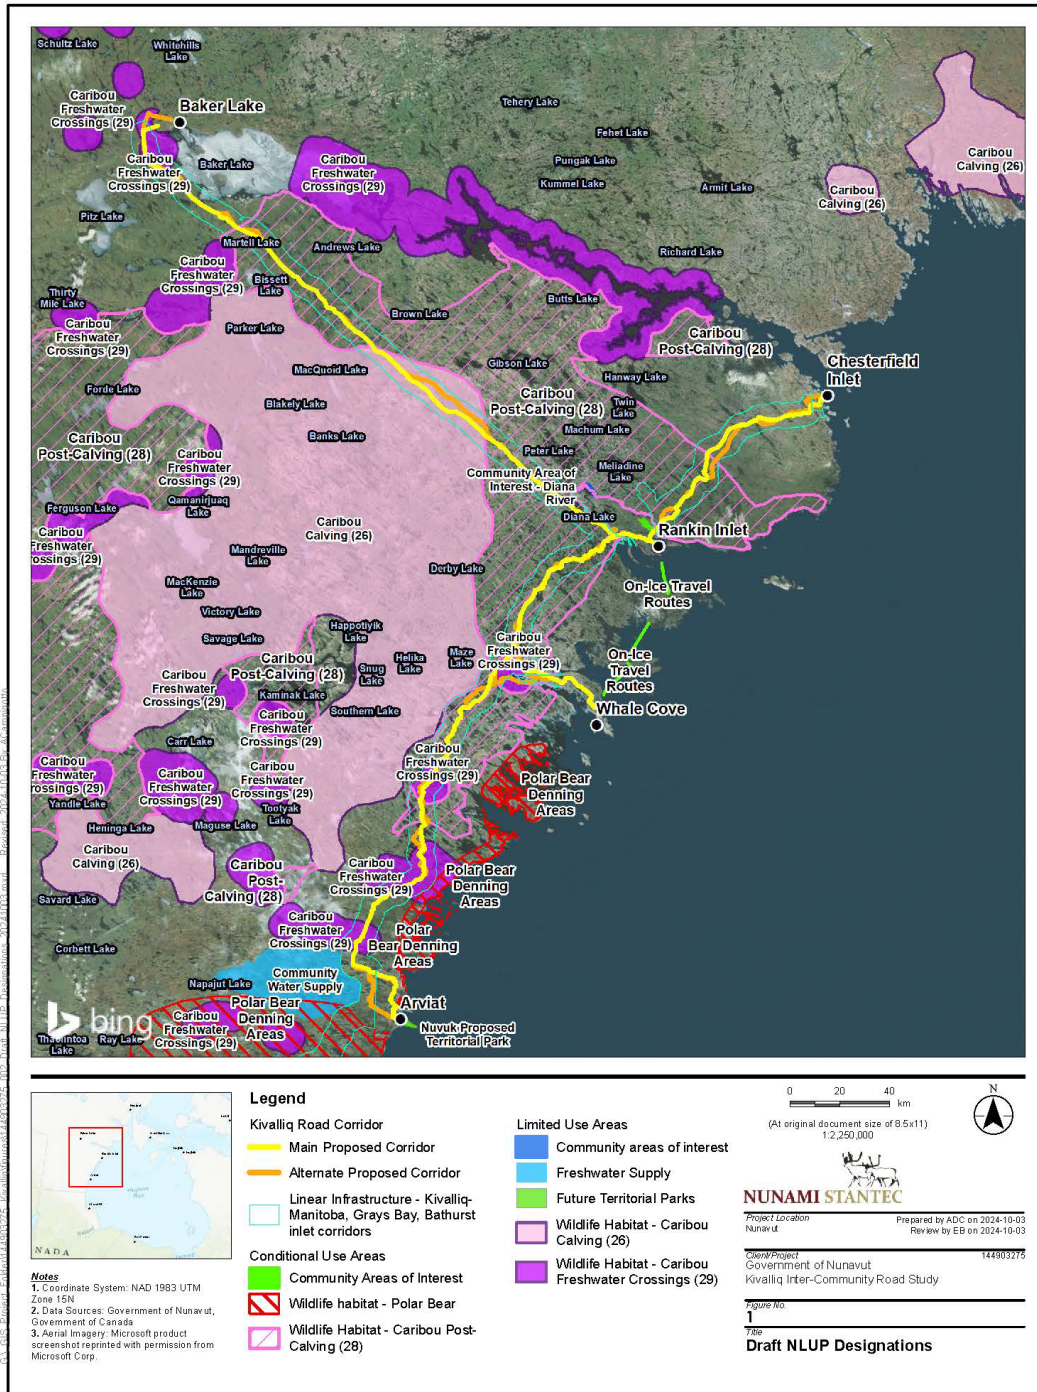 Schultz Lake
Whitehills
Lake
Caribou
Freshwater
Crossings (29)
Baker Lake
Tehery Lake
Fehet Lake
Caribou
Freshwater
Crossings (29)
Baker Lake
Caribou
Freshwater
Crossings (29)
Pungak Lake
Kummel Lake
Armit Lake
Caribou
Calving (26)
Caribou
Calving (26)
Pitz Lake
Martell Lake
Andrews Lake
Richard Lake
Caribou
Freshwater
Crossings (29)
Bissett
Lake
Thirty
Mile Lake
Butts Lake
Brown Lake
Caribou
Freshwater
Crossings (29)
Parker Lake
Caribou
Post-Calving (28)
Gibson Lake
Chesterfield
Inlet
MacQuoid Lake
Hanway Lake
Forde Lake
Blakely Lake
Caribou
Post-Calving (28)
Twin
Lake
Machum Lake
Banks Lake
Caribou
Post-Calving (28)
Peter Lake
Meliadine
Lake
Caribou
Freshwater
Crossings (29)
Community Area of
Interest - Diana
River
Ferguson Lake
Qamanirjuaq
Lake
Diana Lake
Rankin Inlet
Caribou
Calving (26)
Caribou
Freshwater
rossings (29)
Mandreville
Lake
Derby Lake
MacKenzie
Lake
On-Ice Travel
Routes
Victory Lake
Savage Lake
Happotiyik
Lake
Caribou
Freshwater
Crossings (29)
Maze
Lake
Helika
Lake
Snug
Lake
On-Ice
Travel
Routes
Caribou
Post-Calving (28)
Caribou
Freshwater
Crossings (29)
Kaminak Lake
Southern Lake
Whale Cove
Caribou
Freshwater
Crossings (29)
Carr Lake
Caribou
Freshwater
Crossings (29)
Caribou
Freshwater
rossings (29)
Caribou
Freshwater
Crossings (29)
Caribou
Freshwater
Crossings (29)
Polar Bear
Denning
Areas
Yandle Lake
Tootyak
Lake
Heninga Lake
Maguse Lake
Caribou
Calving (26)
Caribou
Post-
Calving (28)
Caribou
Freshwater
Crossings (29)
Polar Bear
Denning
Areas
Savard Lake
Caribou
Freshwater
Crossings (29)
Polar
Bear Denning
Areas
Corbett Lake
Napajut Lake
Community
Water Supply
Polar Bear
Denning
Areas
Arviat
Caribou
Freshwater
Crossings (29)
Nuvuk Proposed
Territorial Park
bing
Ray Lake
Lake
Legend
Kivalliq Road Corridor
Main Proposed Corridor
Alternate Proposed Corridor
Linear Infrastructure - Kivalliq-
Manitoba, Grays Bay, Bathurst
inlet corridors
Conditional Use Areas
Community Areas of Interest
Wildlife habitat - Polar Bear
Wildlife Habitat - Caribou Post-
Calving (28)
Limited Use Areas
Community areas of interest
Freshwater Supply
Future Territorial Parks
Wildlife Habitat - Caribou
Calving (26)
Wildlife Habitat - Caribou
Freshwater Crossings (29)
0 20 40
km
(At original document size of 8.5x11)
1:2,250,000
N
NUNAMI STANTEC
Project Location
Nunavut
Prepared by ADC on 2024-10-03
Review by EB on 2024-10-03
Client/Project
144903275
Government of Nunavut
Kivalliq Inter-Community Road Study
Figure No.
1
Title
Draft NLUP Designations
NADA
Notes
1. Coordinate System: NAD 1983 UTM
Zone 15N
2. Data Sources: Government of Nunavut,
Government of Canada
3. Aerial Imagery: Microsoft product
screenshot reprinted with permission from
Microsoft Corp.